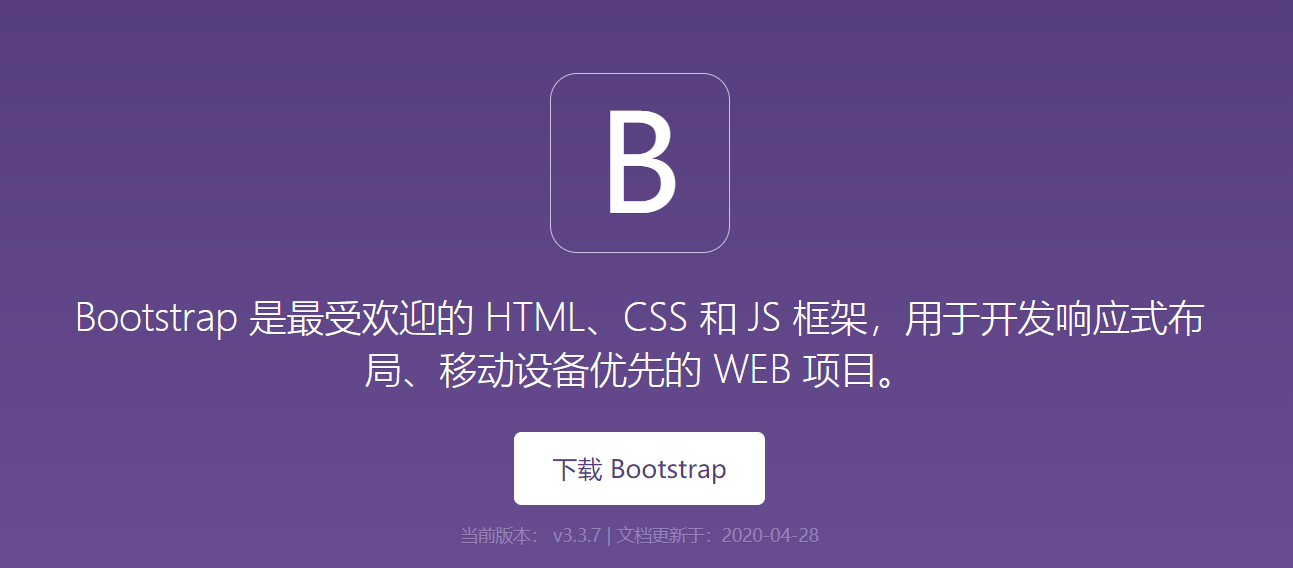 B
Bootstrap 是最受欢迎的 HTML、CSS 和 JS 框架，用于开发响应式布
局、移动设备优先的 WEB 项目。
下载 Bootstrap
当前版本： v3.3.7 | 文档更新于：2020-04-28